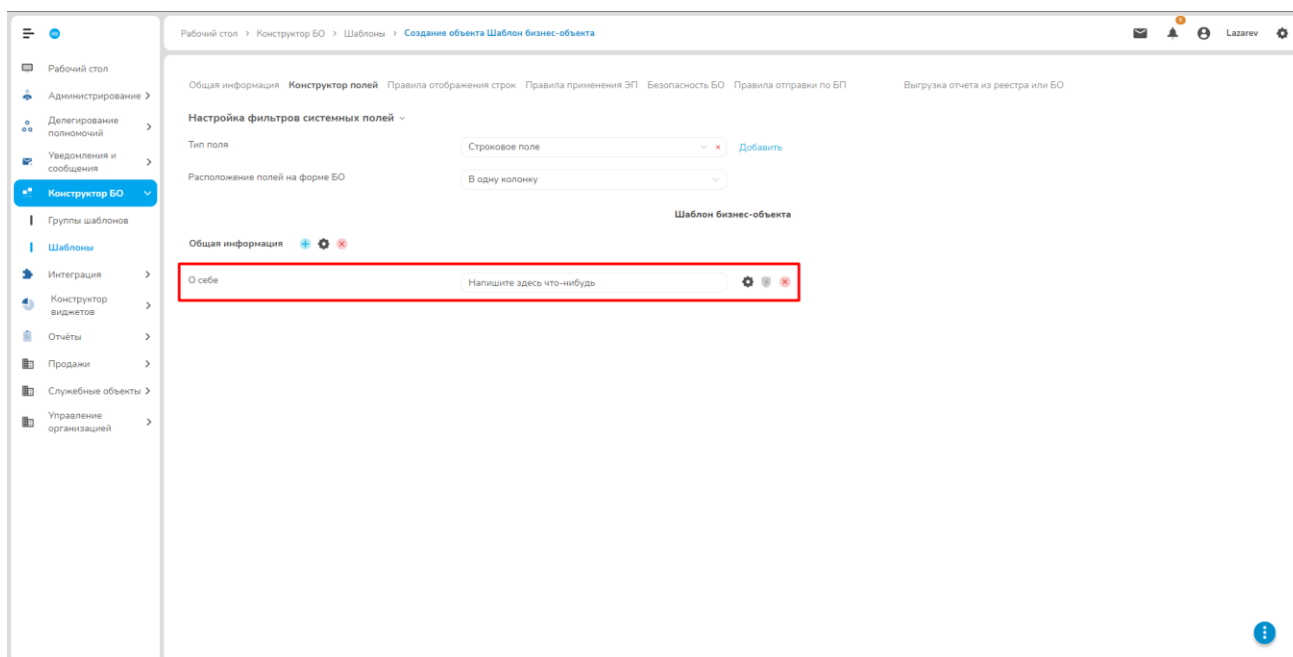 5
Рабочий стол > Конструктор БО > Шаблоны > Создание объекта Шаблон бизнес-объекта
Lazarev
Рабочий стол
Администрирование
Делегирование
полномочий
Уведомления и
сообщения
Конструктор БО
Группы шаблонов
Шаблоны
Интеграция
Конструктор
виджетов
Отчёты
Продажи
Служебные объекты
Управление
организацией
Общая информация Конструктор полей Правила отображения строк Правила применения ЭП Безопасность БО Правила отправки по БП Выгрузка отчета из реестра или БО
Настройка фильтров системных полей
Тип поля Строковое поле Добавить
Расположение полей на форме БО В одну колонку
Шаблон бизнес-объекта
Общая информация
О себе Напишите здесь что-нибудь